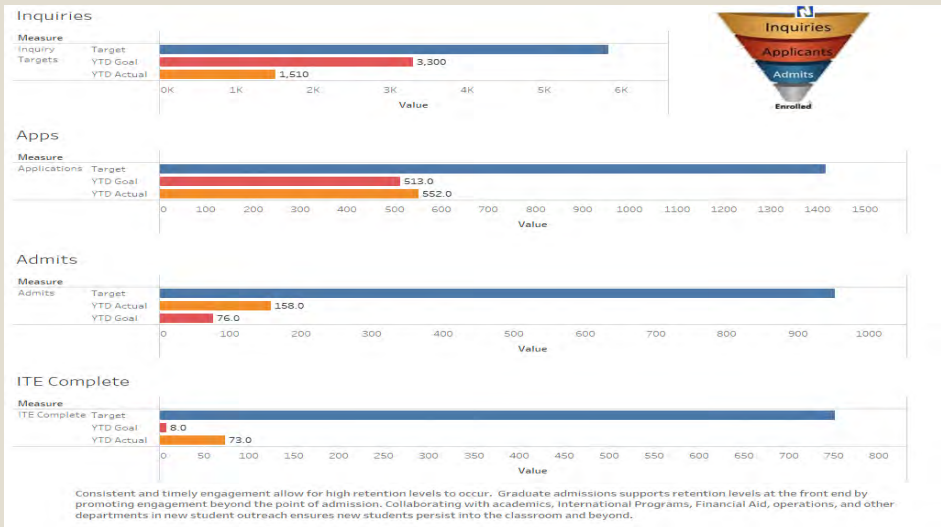 Inquiries
Measure
Inquiry Targets Target
YTD Goal 3,300
YTD Actual 1,510
0K 1K 2K 3K 4K 5K 6K
Value
Inquiries
Applicants
Admits
Enrolled
Apps
Measure
Applications Target
YTD Goal 513.0
YTD Actual 552.0
0 100 200 300 400 500 600 700 800 900 1000 1100 1200 1300 1400 1500
Value
Admits
Measure
Admits Target
YTD Actual 158.0
YTD Goal 76.0
0 100 200 300 400 500 600 700 800 900 1000
Value
ITE Complete
Measure
ITE Complete Target
YTD Goal 8.0
YTD Actual 73.0
0 50 100 150 200 250 300 350 400 450 500 550 600 650 700 750 800
Value
Consistent and timely engagement allow for high retention levels to occur. Graduate admissions supports retention levels at the front end by
promoting engagement beyond the point of admission. Collaborating with academics, International Programs, Financial Aid, operations, and other
departments in new student outreach ensures new students persist into the classroom and beyond.